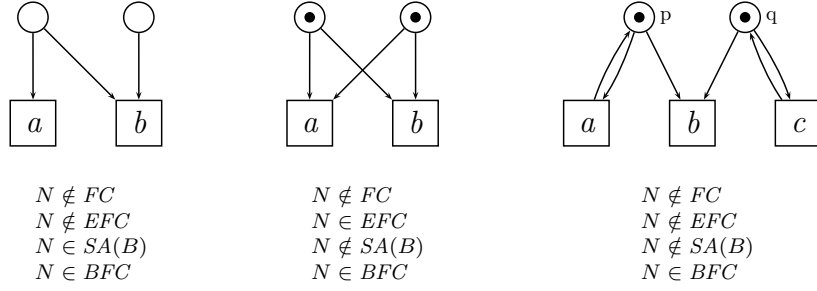 p q
a b a b a b c
N ∉ FC N ∉ FC N ∉ FC
N ∉ EFC N ∈ EFC N ∉ EFC
N ∈ SA(B) N ∉ SA(B) N ∉ SA(B)
N ∈ BFC N ∈ BFC N ∈ BFC